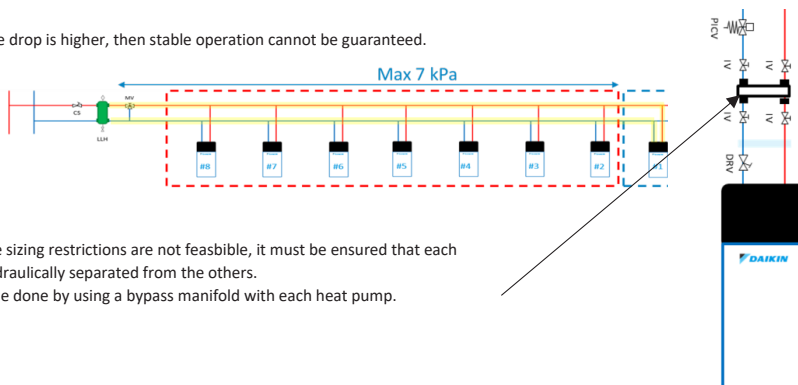 e drop is higher, then stable operation cannot be guaranteed.
Max 7 kPa
CS
MV
LLH
#8
#7
#6
#5
#4
#3
#2
#1
e sizing restrictions are not feasbible, it must be ensured that each
draulically separated from the others.
e done by using a bypass manifold with each heat pump.
PICV
IV
IV
IV
IV
DRV
DAIKIN